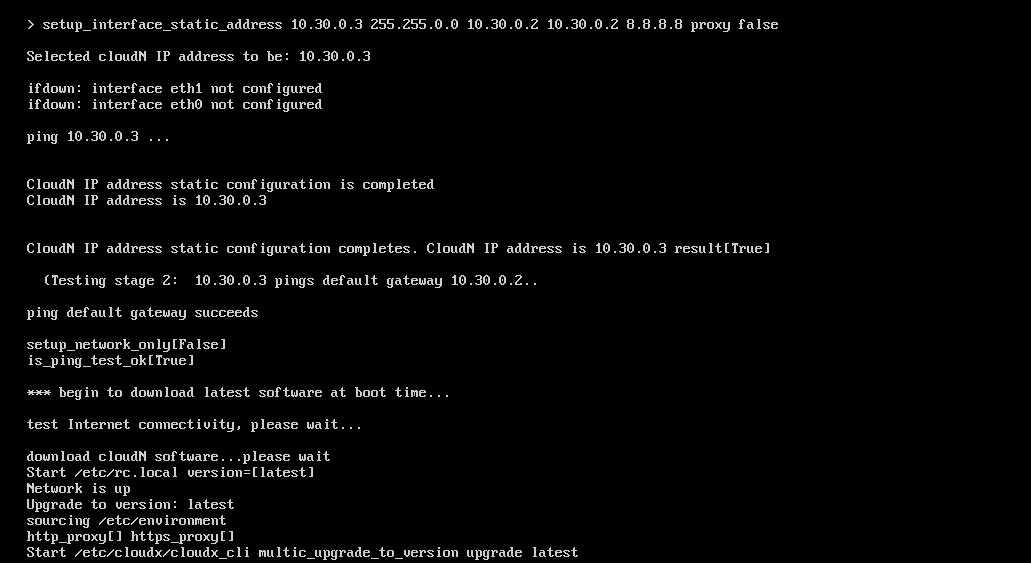 > setup_interface_static_address 10.30.0.3 255.255.0.0 10.30.0.2 10.30.0.2 8.8.8.8 proxy false
Selected cloudN IP address to be: 10.30.0.3
ifdown: interface eth1 not configured
ifdown: interface eth0 not configured
ping 10.30.0.3 ...
CloudN IP address static configuration is completed
CloudN IP address is 10.30.0.3
CloudN IP address static configuration completes. CloudN IP address is 10.30.0.3 result[True]
(Testing stage 2:  10.30.0.3 pings default gateway 10.30.0.2..
ping default gateway succeeds
setup_network_only[False]
is_ping_test_ok[True]
*** begin to download latest software at boot time...
test Internet connectivity, please wait...
download cloudN software...please wait
Start /etc/rc.local version=[latest]
Network is up
Upgrade to version: latest
sourcing /etc/environment
http_proxy[] https_proxy[]
Start /etc/cloudx/cloudx_cli multic_upgrade_to_version upgrade latest